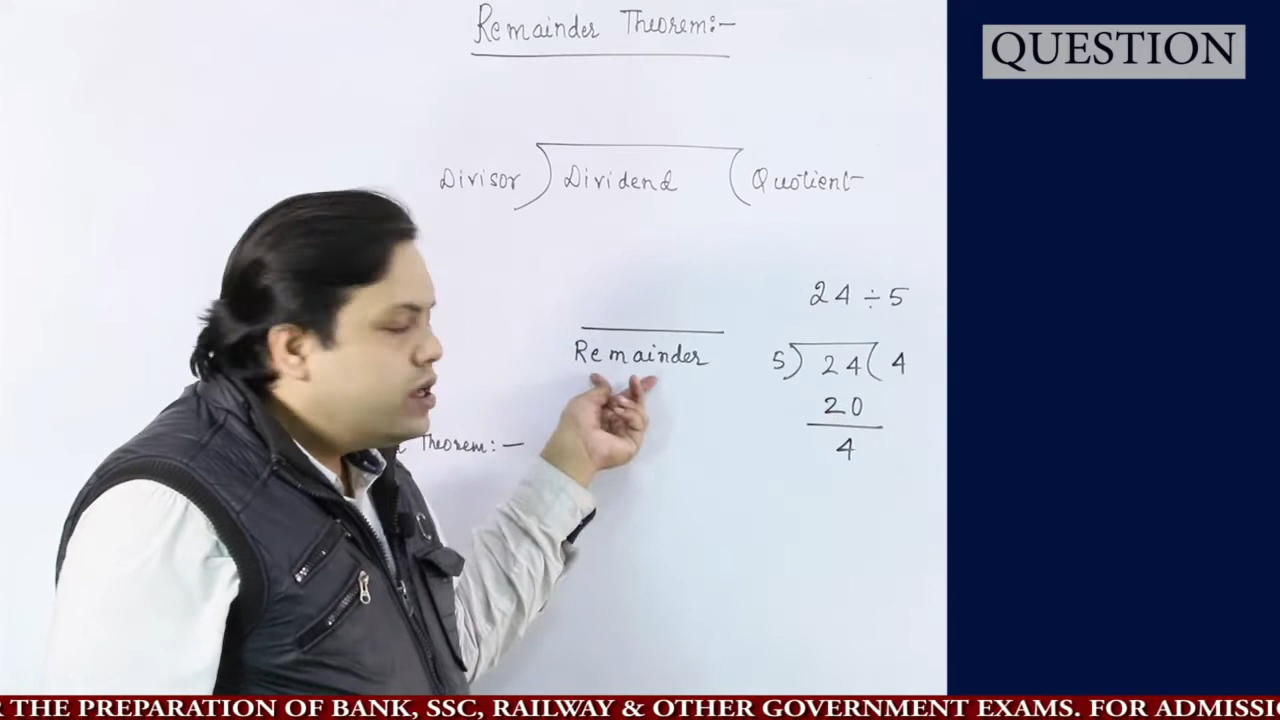 Remainder Theorem:-
QUESTION
Divisor ) Dividend ( Quotient
Remainder
24 ÷ 5
5) 24 ( 4
20
4
Theorem:-
THE PREPARATION OF BANK, SSC, RAILWAY & OTHER GOVERNMENT EXAMS. FOR ADMISSI